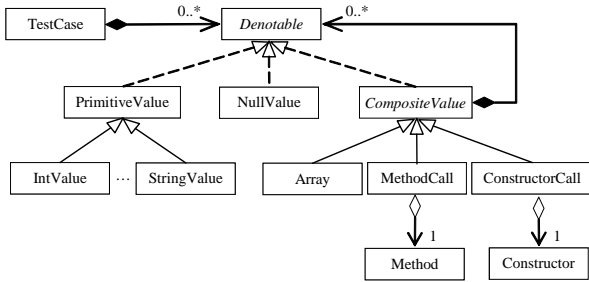 0..* 0..*
TestCase Denotable
PrimitiveValue NullValue CompositeValue
IntValue ... StringValue Array MethodCall ConstructorCall
1 1
Method Constructor